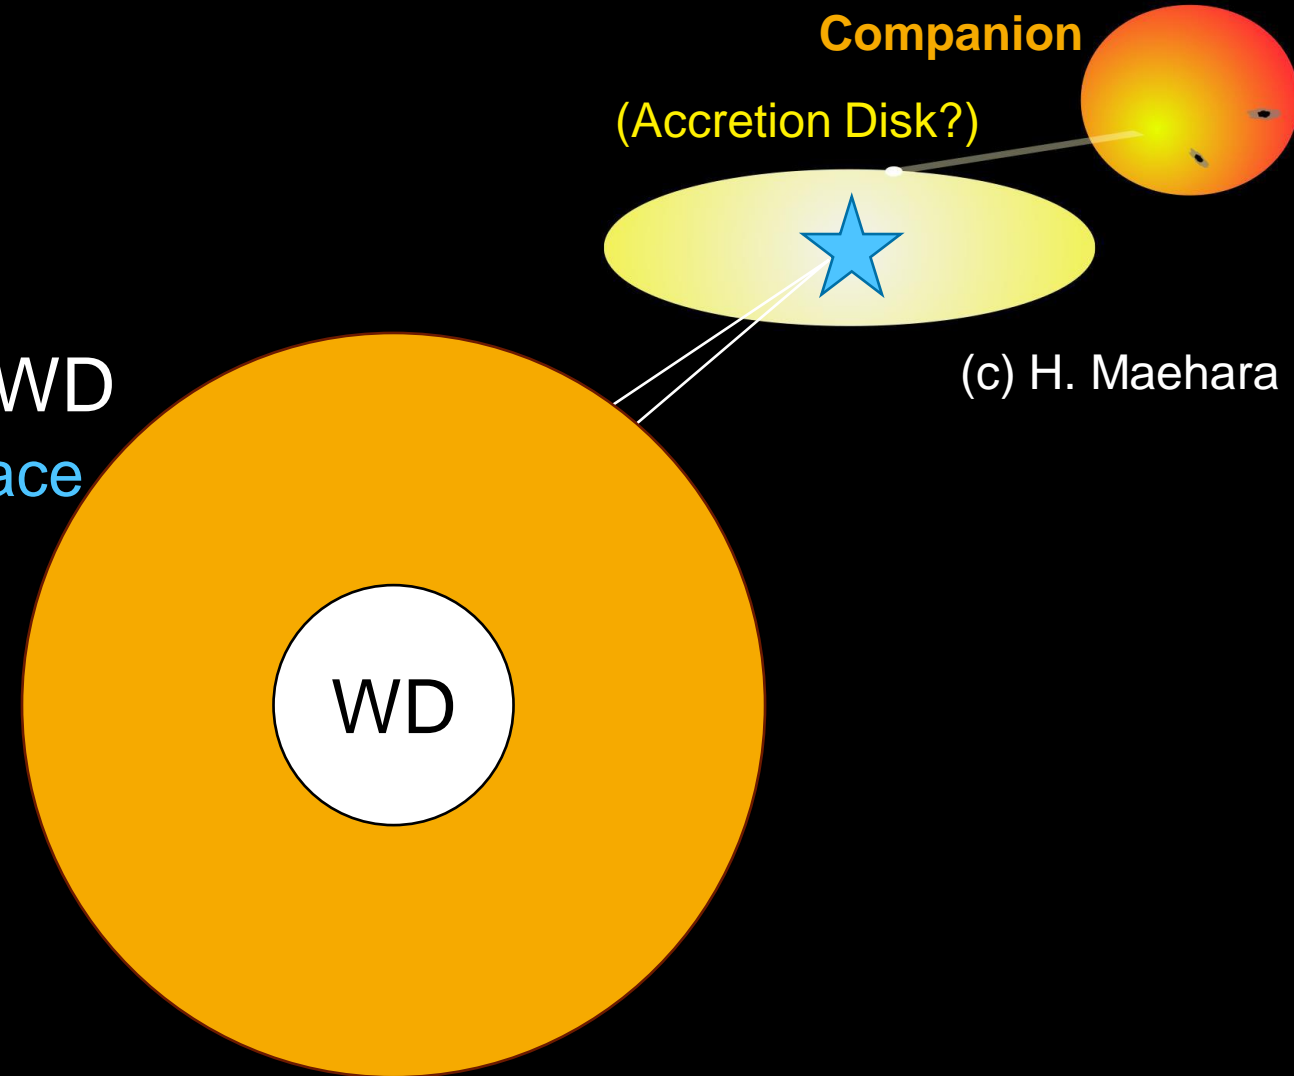 Companion
(Accretion Disk?)
WD
ace
(c) H. Maehara
WD